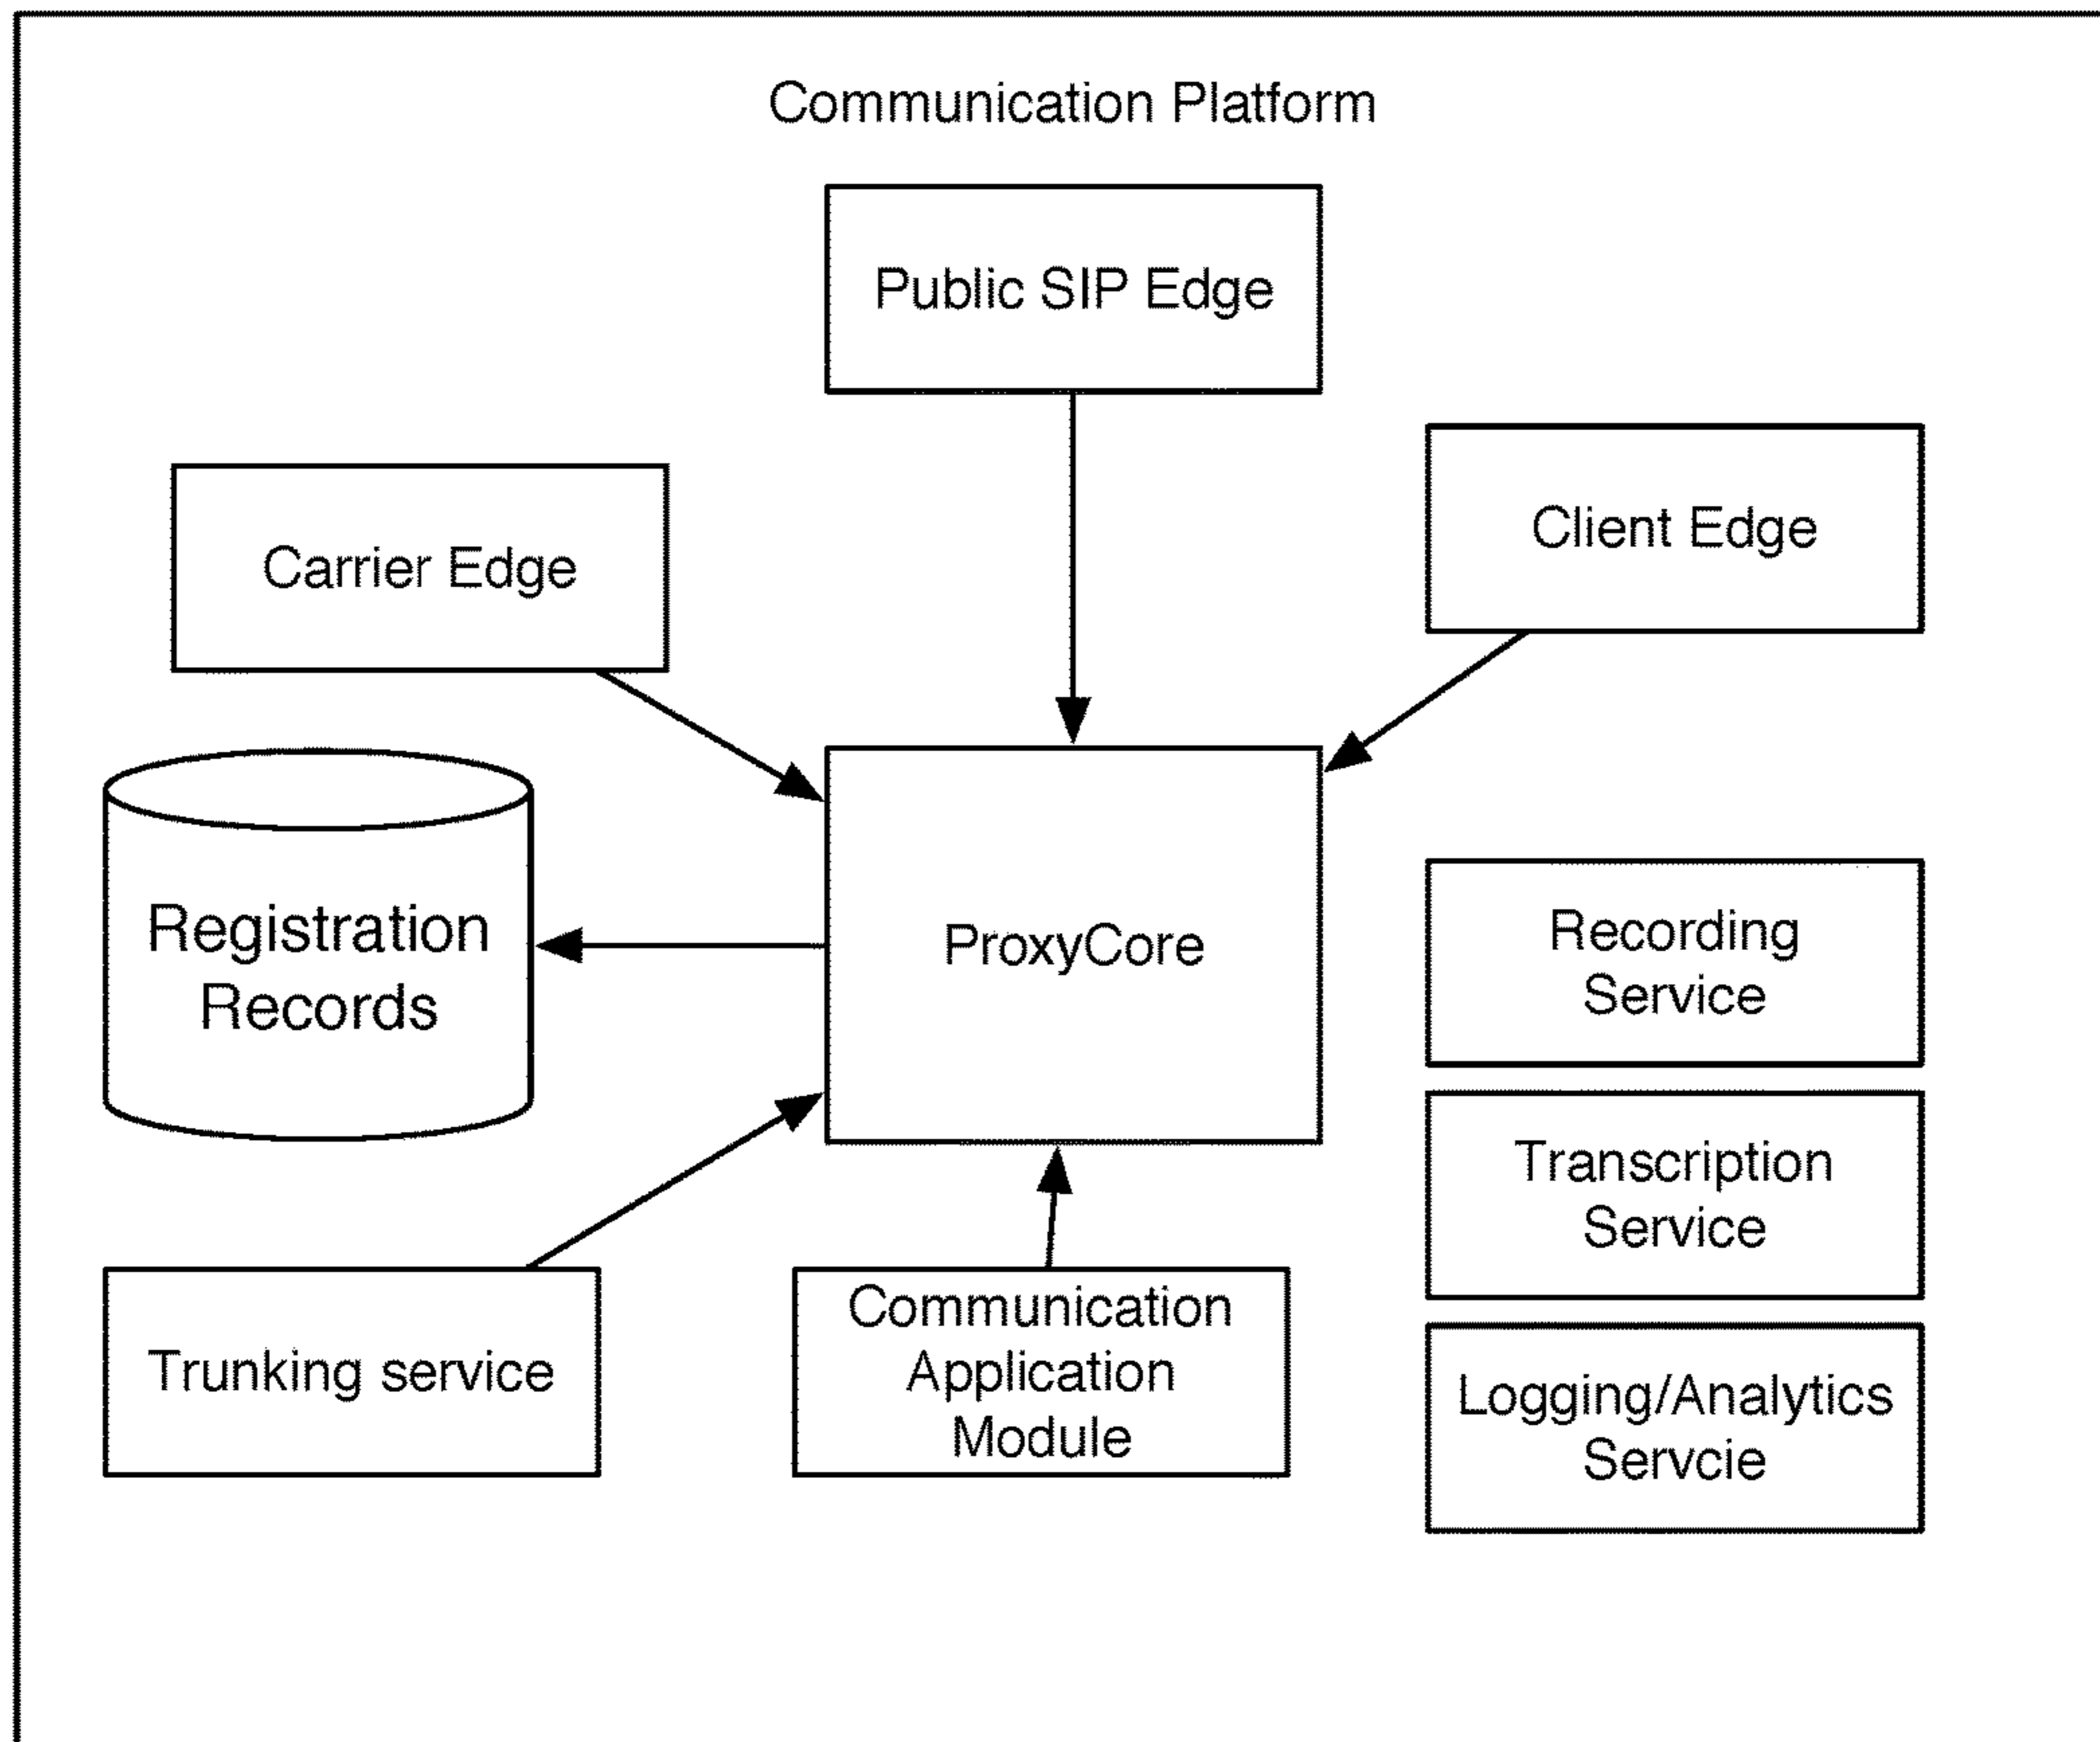 Communication Platform
Public SIP Edge
Client Edge
Carrier Edge
Registration
Records
ProxyCore
Recording
Service
Transcription
Service
Trunking service
Communication
Application
Module
Logging/Analytics
Servcie